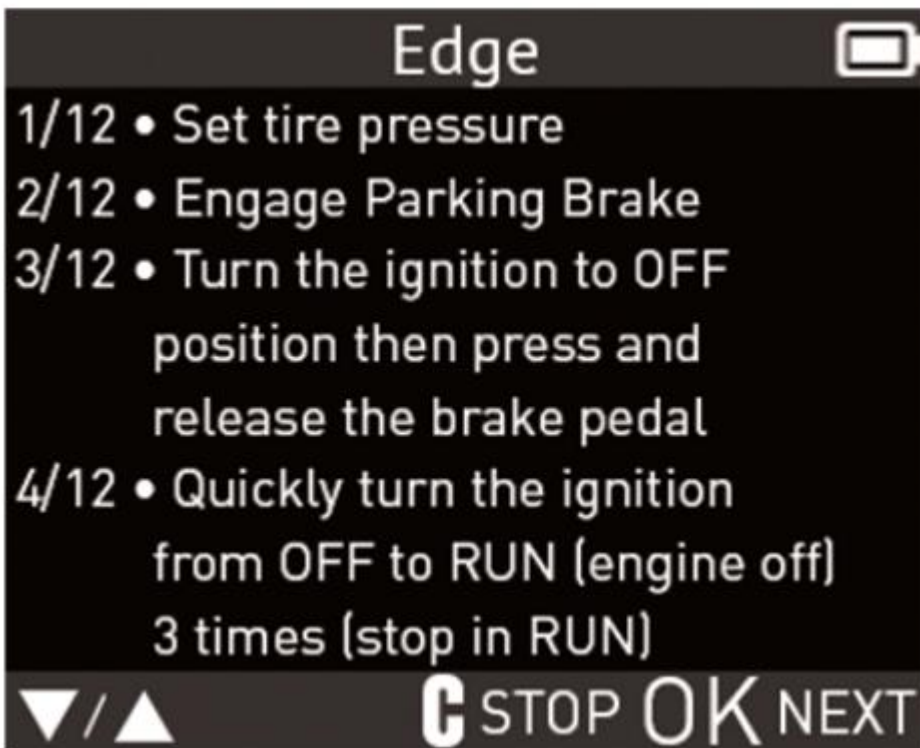 Edge
1/12 • Set tire pressure
2/12 • Engage Parking Brake
3/12 • Turn the ignition to OFF
position then press and
release the brake pedal
4/12 • Quickly turn the ignition
from OFF to RUN (engine off)
3 times (stop in RUN)
▼/▲ C STOP OK NEXT